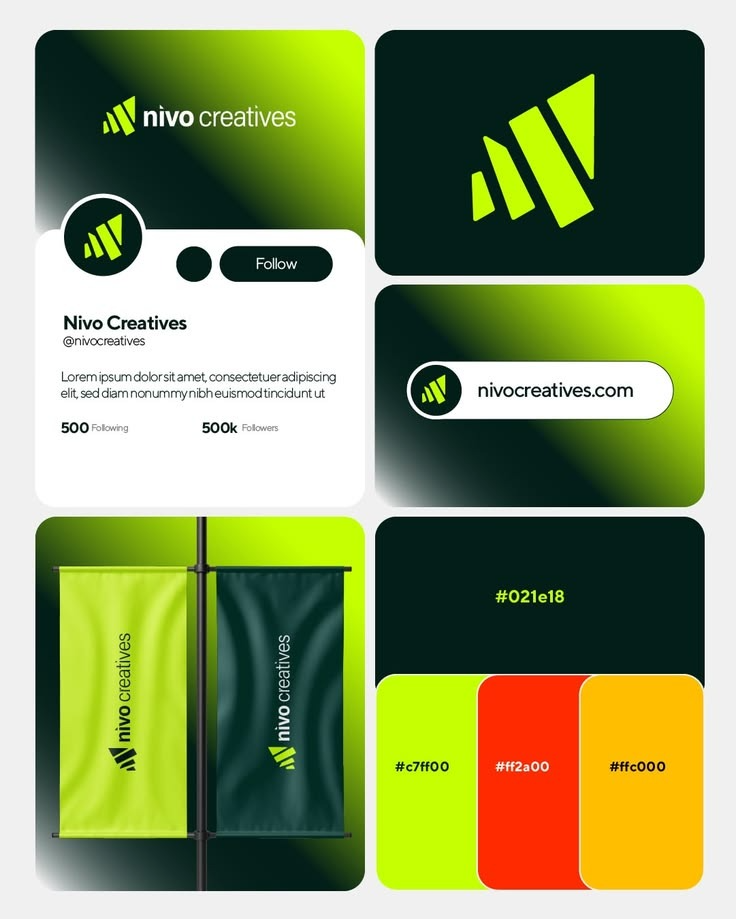 nivo creatives
Follow
Nivo Creatives
@nivocreatives
Lorem ipsum dolor sit amet, consectetuer adipiscing
elit, sed diam nonummy nibh euismod tincidunt ut
500 Following
500k Followers
nivocreatives.com
nivo creatives
nivo creatives
#021e18
#c7ff00
#ff2a00
#ffc000